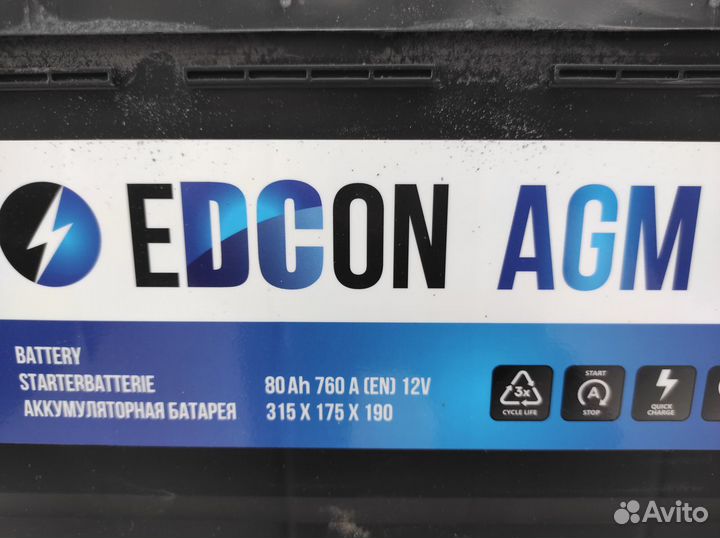 EDCON AGM
BATTERY
STARTERBATTERIE 80 Ah 760 A (EN) 12V
АККУМУЛЯТОРНАЯ БАТАРЕЯ 315 X 175 X 190
3x
CYCLE LIFE
START
A
STOP
QUICK
CHARGE
Avito